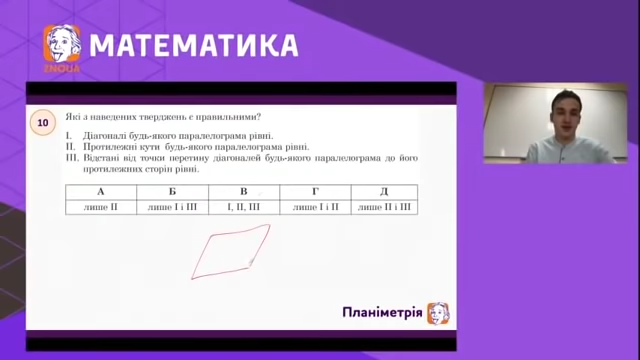 МАТЕМАТИКА
ZNOUA
10
Які з наведених тверджень є правильними?
I. Діагоналі будь-якого паралелограма рівні.
II. Протилежні кути будь-якого паралелограма рівні.
III. Відстані від точки перетину діагоналей будь-якого паралелограма до його
протилежних сторін рівні.
А Б В Г Д
лише II лише I і III I, II, III лише I і II лише II і III
Планіметрія